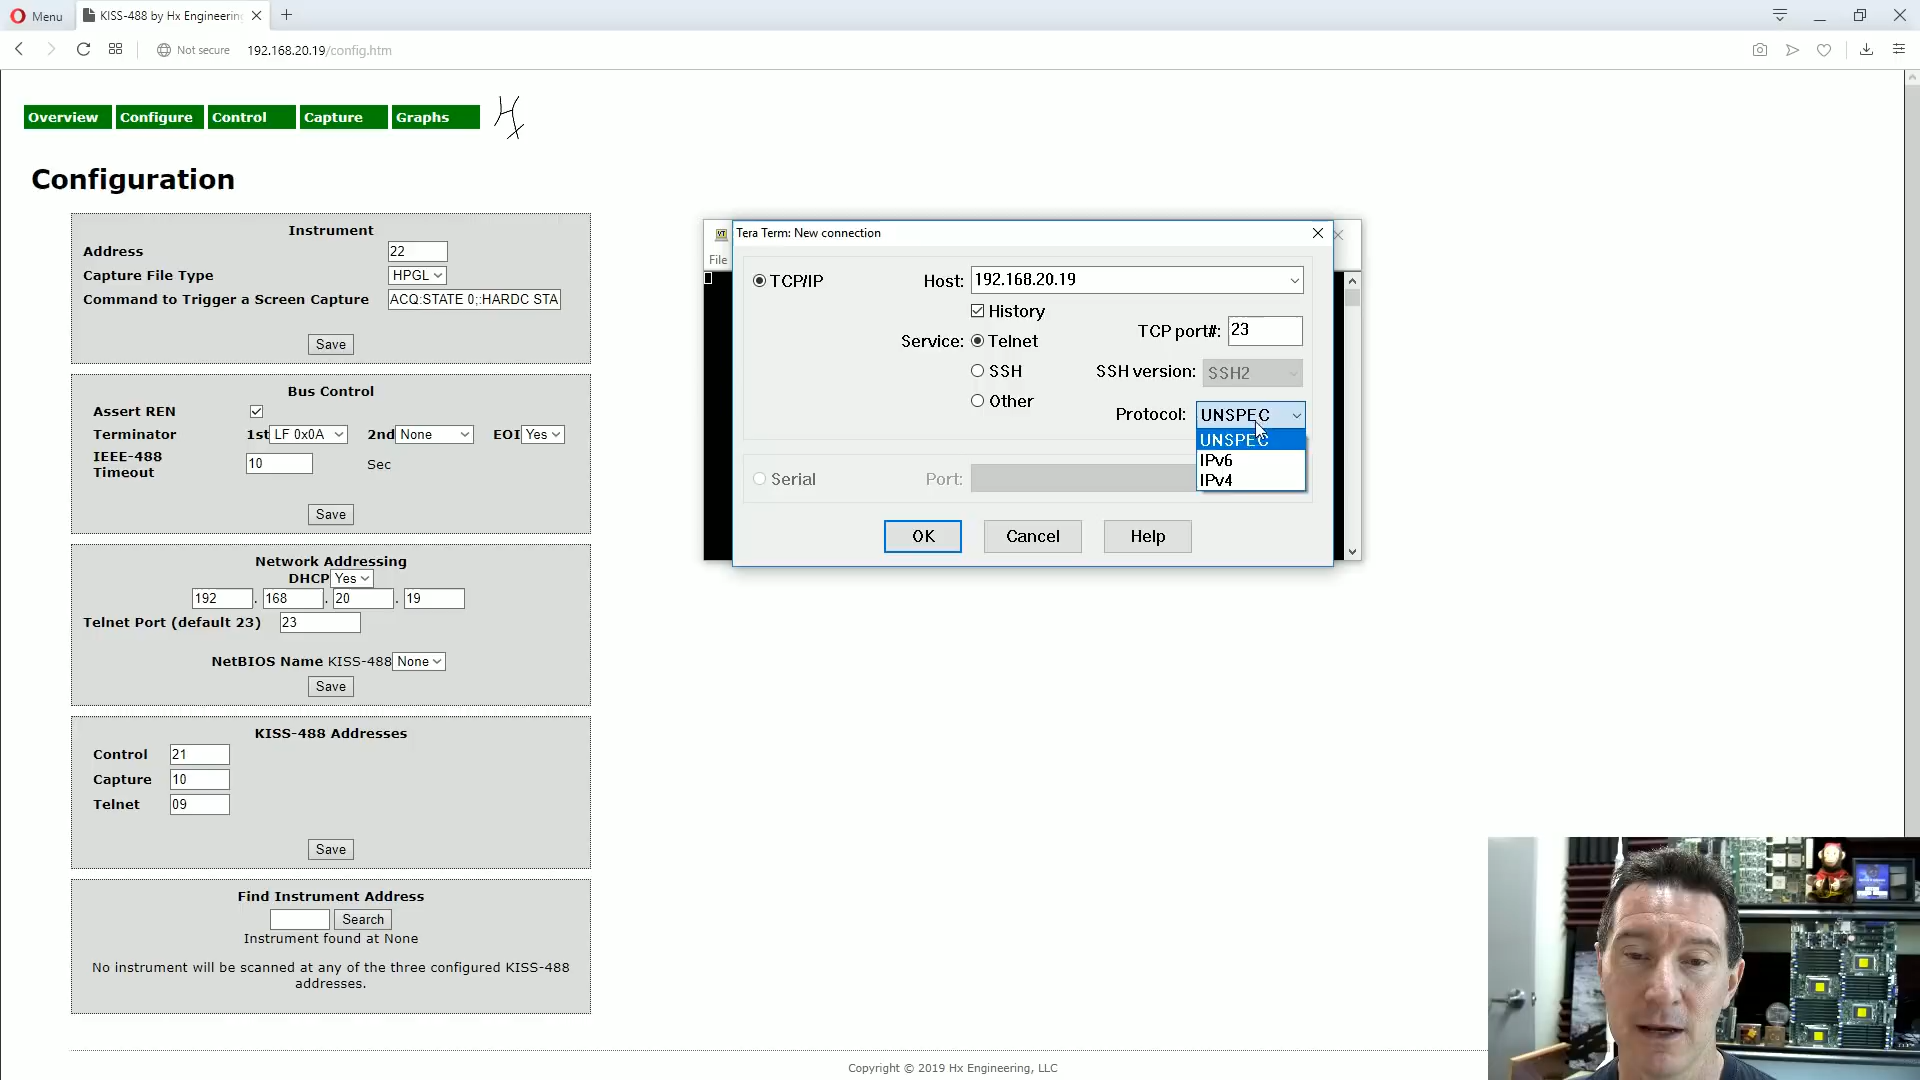 Menu
KISS-488 by Hx Engineerin
Not secure
192.168.20.19/config.htm
Overview
Configure
Control
Capture
Graphs
Hx
Configuration
Instrument
Address 22
Capture File Type HPGL
Command to Trigger a Screen Capture ACQ:STATE 0;:HARDC STA
Save
Bus Control
Assert REN
Terminator 1st LF 0x0A 2nd None EOI Yes
IEEE-488
Timeout
10 Sec
Save
Network Addressing
DHCP Yes
192 . 168 . 20 . 19
Telnet Port (default 23) 23
NetBIOS Name KISS-488 None
Save
KISS-488 Addresses
Control 21
Capture 10
Telnet 09
Save
Find Instrument Address
Search
Instrument found at None
No instrument will be scanned at any of the three configured KISS-488
addresses.
Copyright © 2019 Hx Engineering, LLC
VT
File
Tera Term: New connection
TCP/IP Host: 192.168.20.19
History
Service: Telnet TCP port#: 23
SSH SSH version: SSH2
Other Protocol: UNSPEC
UNSPEC
IPv6
IPv4
Serial Port:
OK Cancel Help